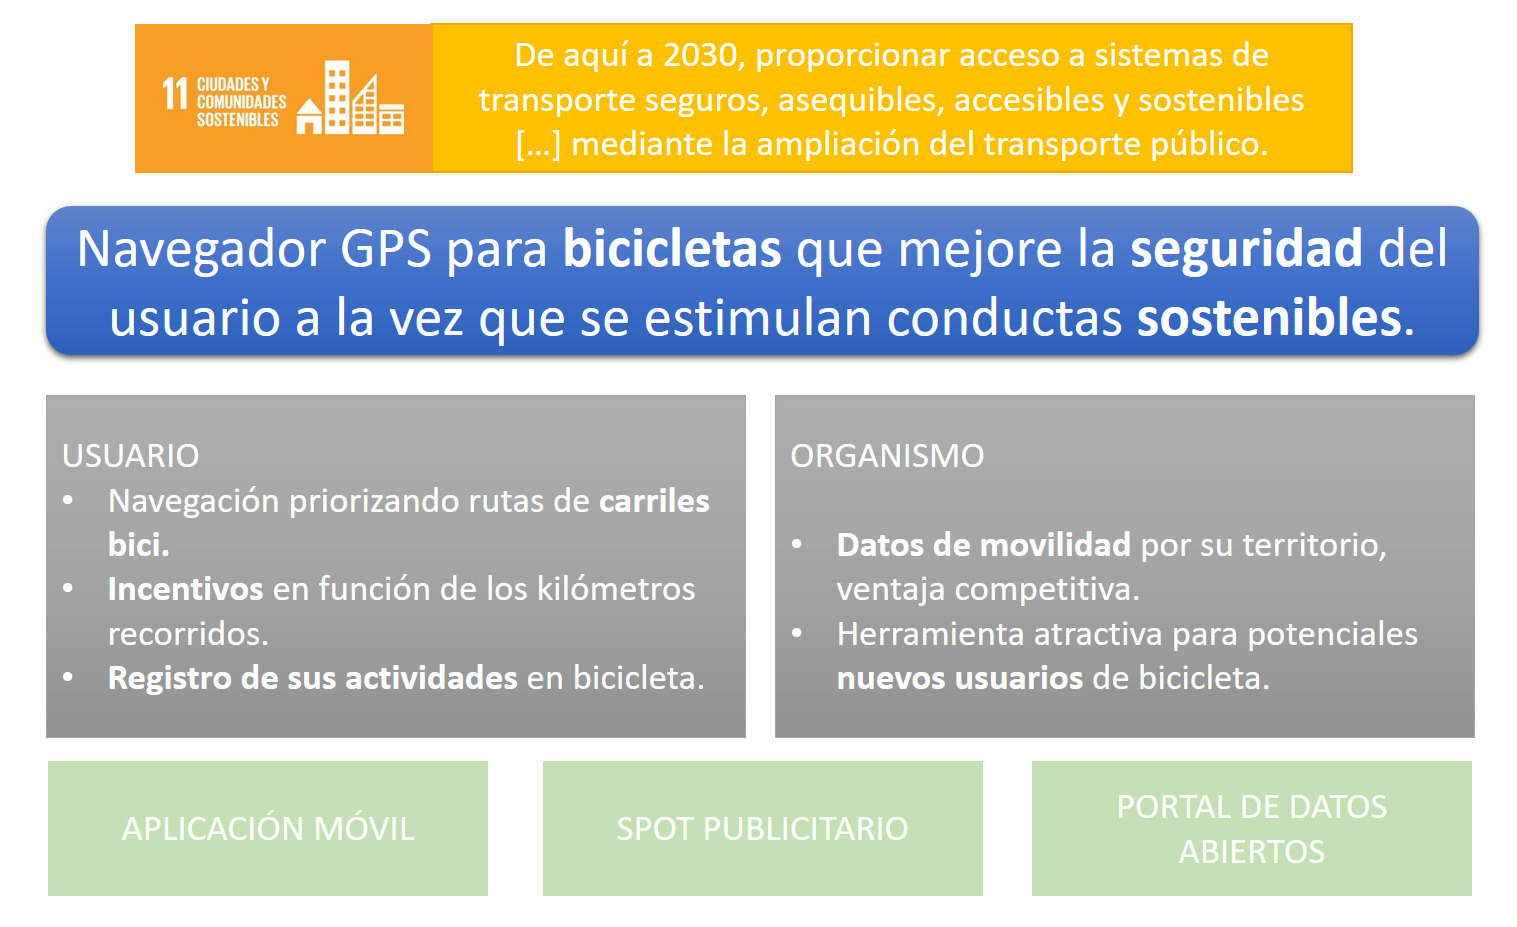 11 CIUDADES Y
COMUNIDADES
SOSTENIBLES
De aquí a 2030, proporcionar acceso a sistemas de
transporte seguros, asequibles, accesibles y sostenibles
[...] mediante la ampliación del transporte público.
Navegador GPS para bicicletas que mejore la seguridad del
usuario a la vez que se estimulan conductas sostenibles.
USUARIO
• Navegación priorizando rutas de carriles
bici.
• Incentivos en función de los kilómetros
recorridos.
• Registro de sus actividades en bicicleta.
ORGANISMO
• Datos de movilidad por su territorio,
ventaja competitiva.
• Herramienta atractiva para potenciales
nuevos usuarios de bicicleta.
APLICACIÓN MÓVIL
SPOT PUBLICITARIO
PORTAL DE DATOS
ABIERTOS